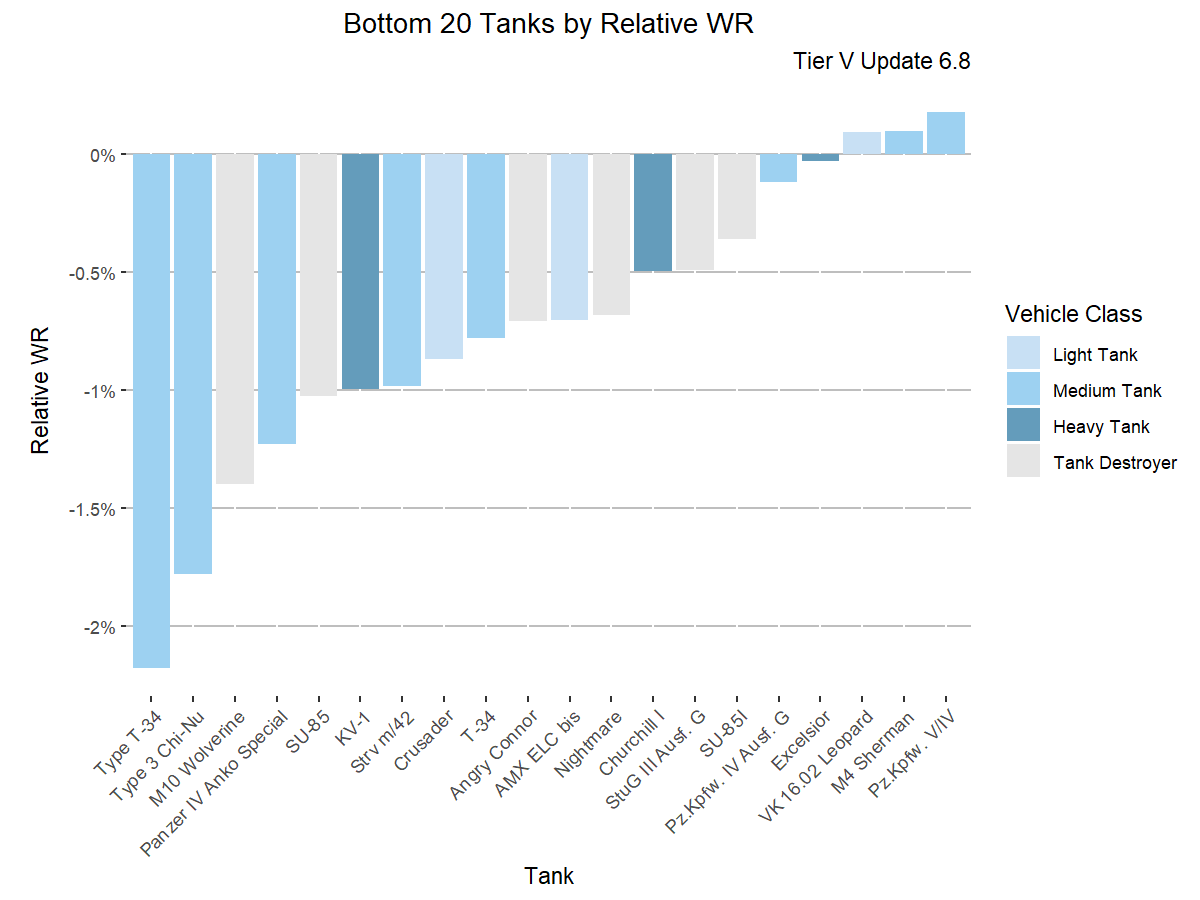 Bottom 20 Tanks by Relative WR
Tier V Update 6.8
Relative WR
0%
-0.5%
-1%
-1.5%
-2%
Type T-34
Type 3 Chi-Nu
M10 Wolverine
Panzer IV Anko Special
SU-85
KV-1
Strv m/42
Crusader
T-34
Angry Connor
AMX ELC bis
Nightmare
Churchill I
StuG III Ausf. G
SU-85I
Pz.Kpfw. IV Ausf. G
Excelsior
VK 16.02 Leopard
M4 Sherman
Pz.Kpfw. V/IV
Tank
Vehicle Class
Light Tank
Medium Tank
Heavy Tank
Tank Destroyer